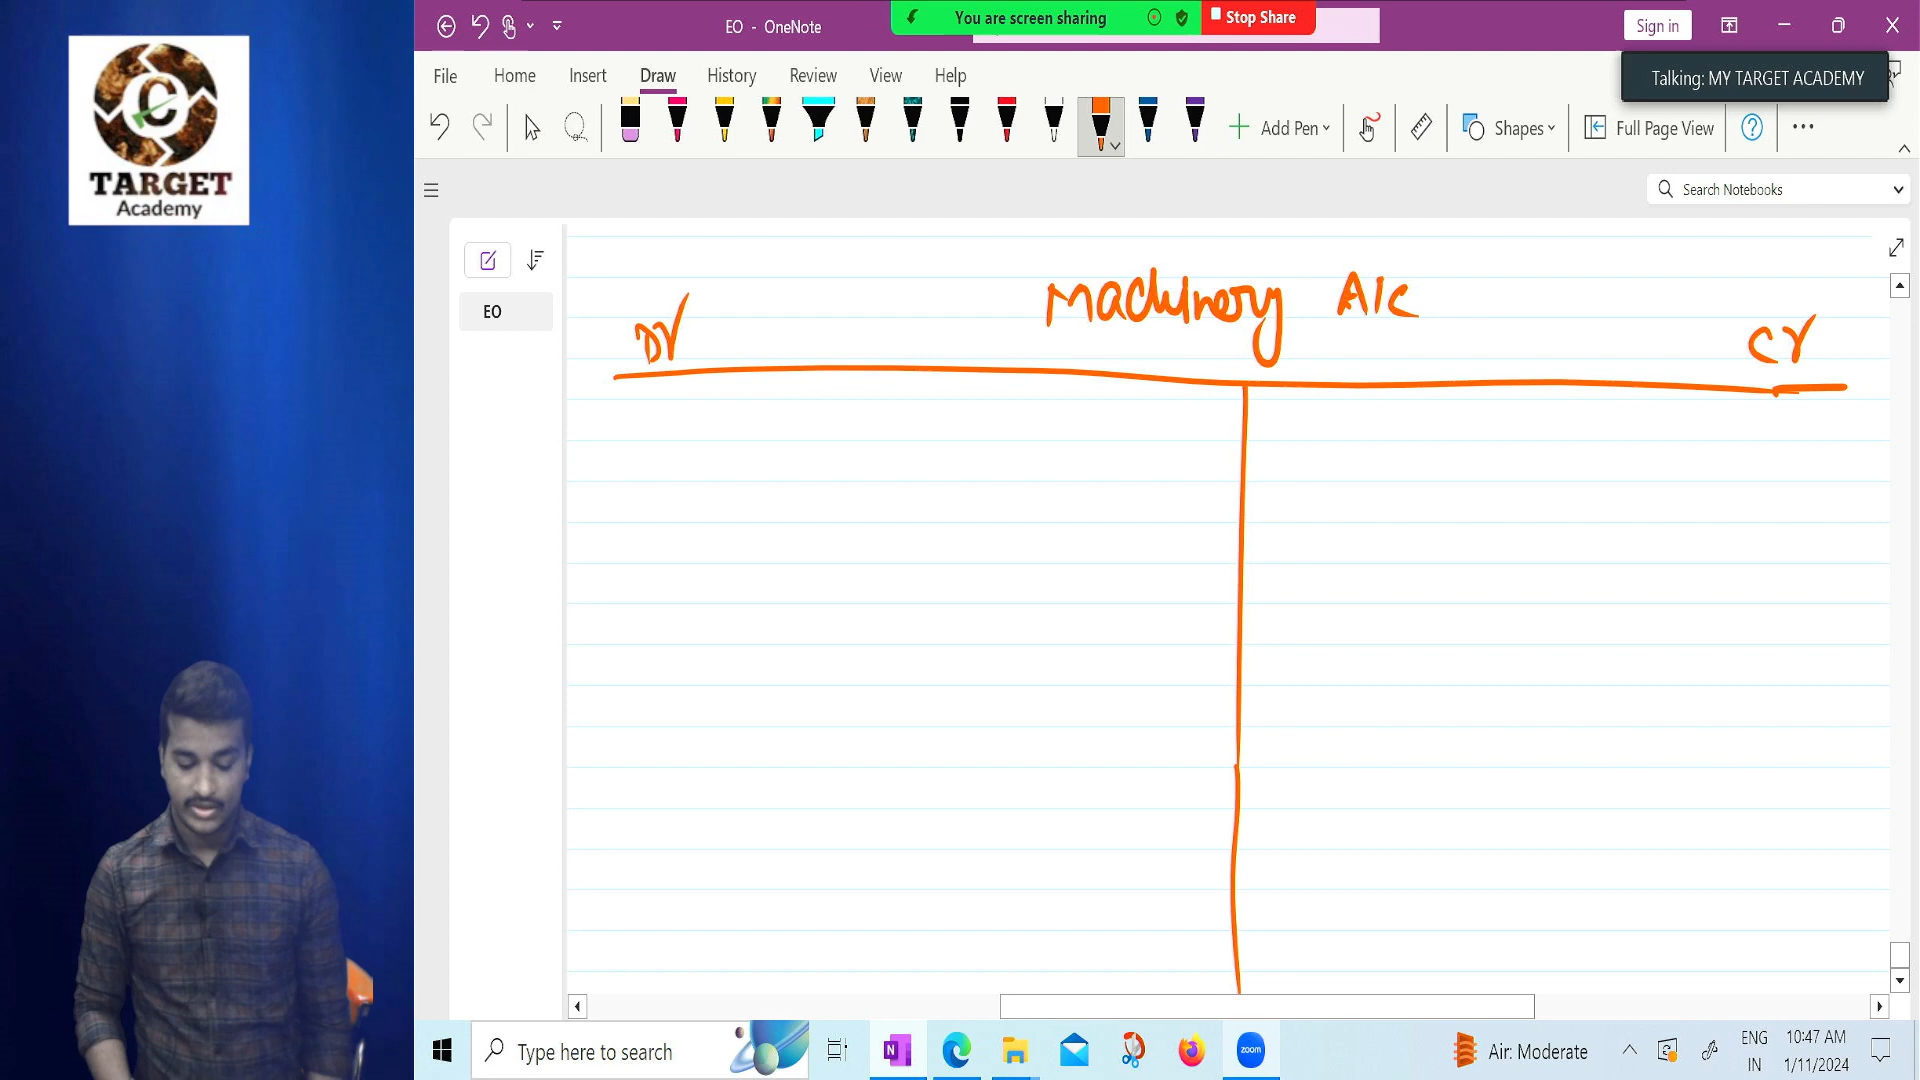 EO - OneNote
You are screen sharing
Stop Share
Sign in
Talking: MY TARGET ACADEMY
File Home Insert Draw History Review View Help
Add Pen
Shapes
Full Page View
Search Notebooks
EO
C
TARGET
Academy
Machinery A/c
Dr
Cr
Type here to search
zoom
Air: Moderate
ENG
IN
10:47 AM
1/11/2024